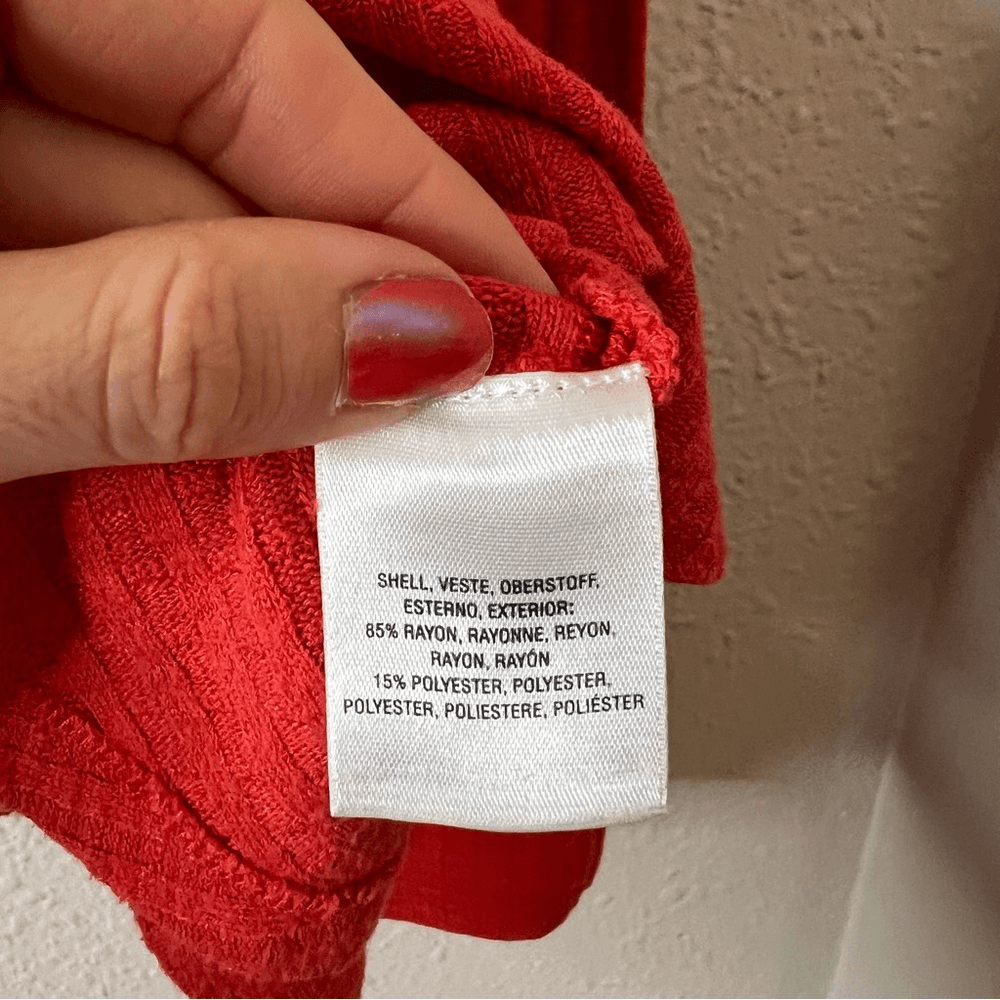 SHELL, VESTE, OBERSTOFF,
ESTERNO, EXTERIOR:
85% RAYON, RAYONNE, REYON,
RAYON, RAYÓN
15% POLYESTER, POLYESTER,
POLYESTER, POLIESTERE, POLIÉSTER